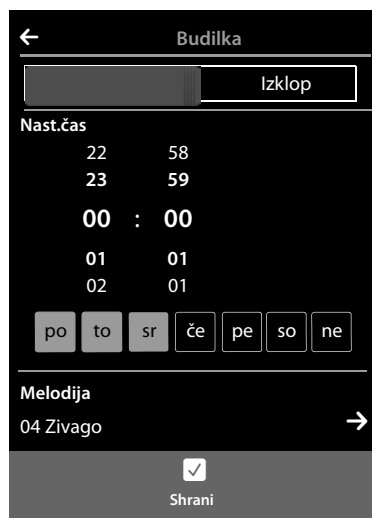 Budilka
Izklop
Nast.čas
22 58
23 59
00 : 00
01 01
02 01
po to sr če pe so ne
Melodija
04 Zivago
Shrani